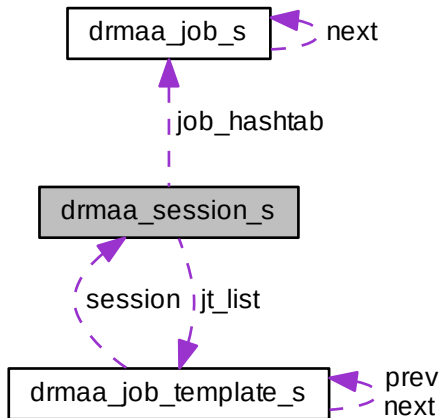 drmaa_job_s
next
job_hashtab
drmaa_session_s
session
jt_list
drmaa_job_template_s
prev
next